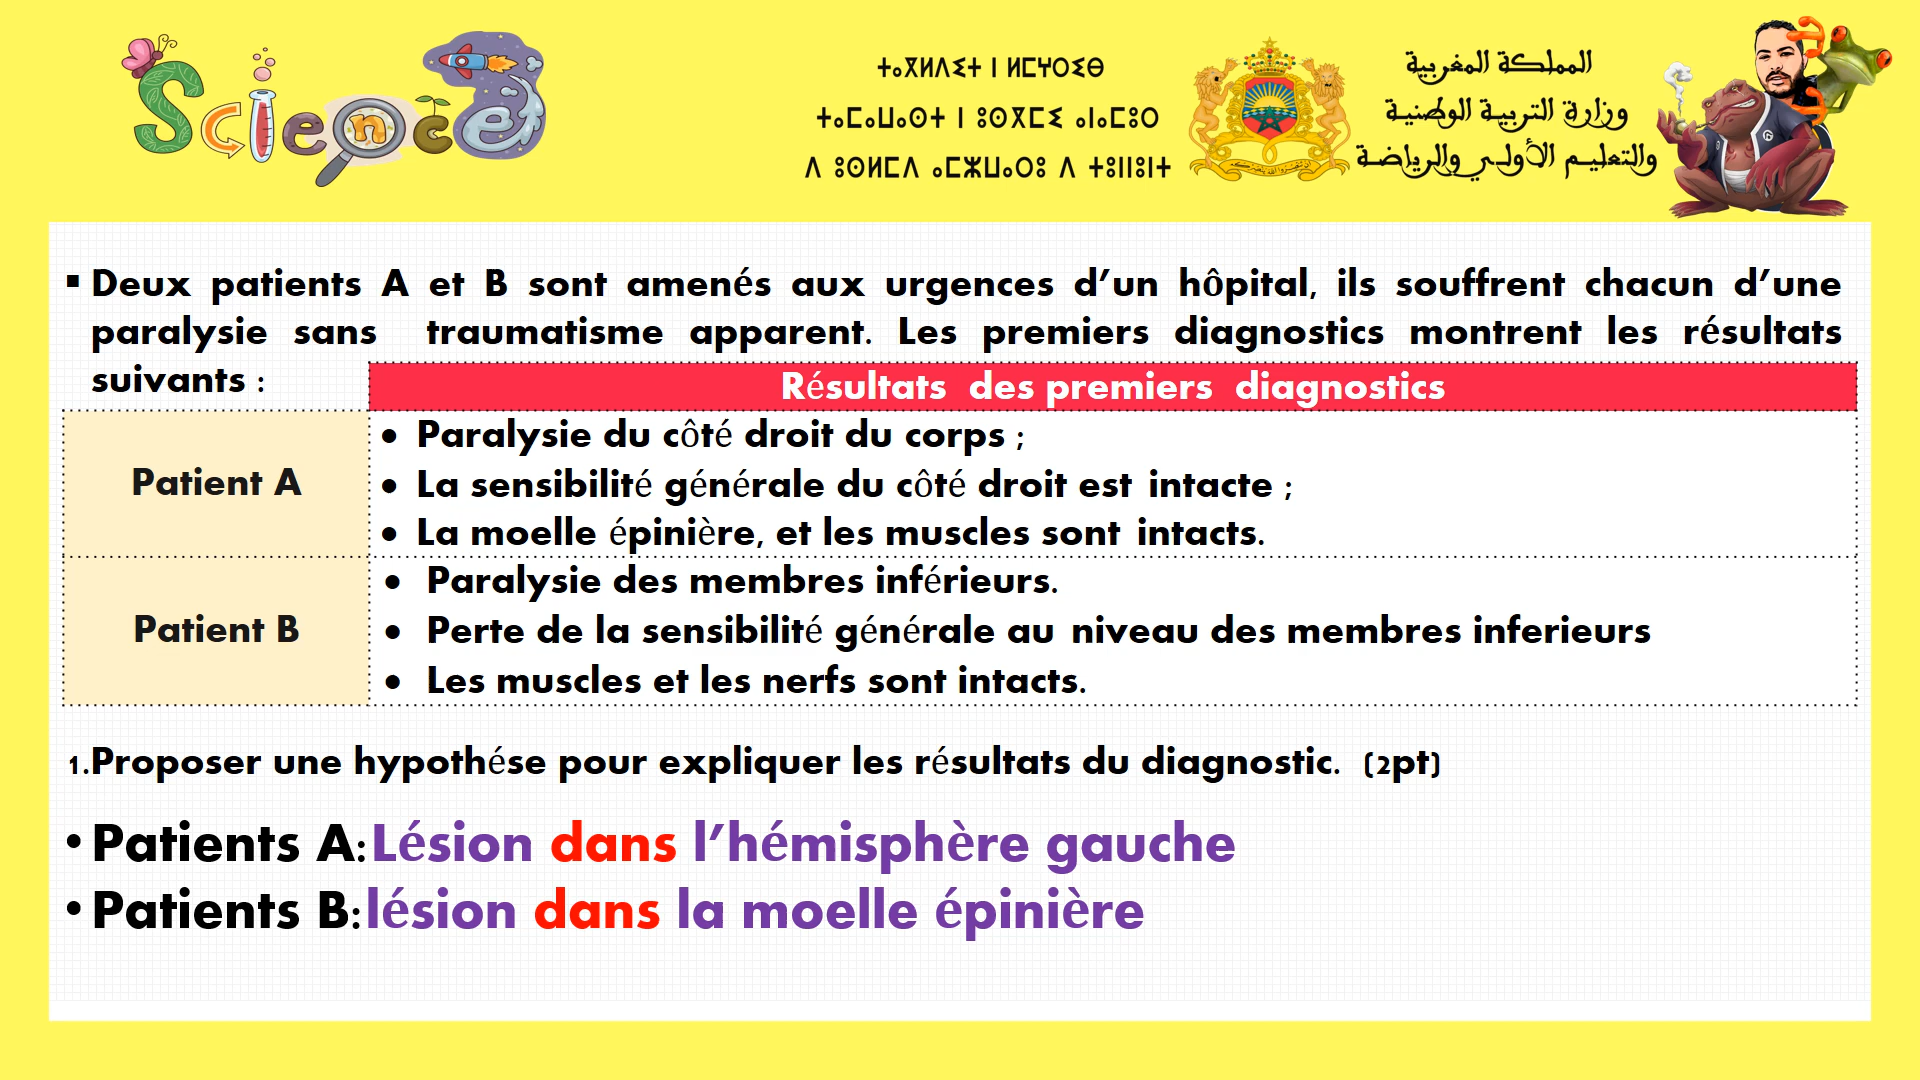 Science
ⵜⴰⴳⵍⴷⵉⵜ ⵏ ⵍⵎⵖⵔⵉⴱ
ⵜⴰⵎⴰⵡⴰⵙⵜ ⵏ ⵓⵙⴳⵎⵉ ⴰⵏⴰⵎⵓⵔ
ⴷ ⵓⵙⵍⵎⴷ ⴰⵎⵣⵡⴰⵔⵓ ⴷ ⵜⵓⵏⵏⵓⵏⵜ
المملكة المغربية
وزارة التربية الوطنية
والتعليم الأولي والرياضة
▪ Deux patients A et B sont amenés aux urgences d’un hôpital, ils souffrent chacun d’une
paralysie sans traumatisme apparent. Les premiers diagnostics montrent les résultats
suivants :
Résultats des premiers diagnostics
Patient A
• Paralysie du côté droit du corps ;
• La sensibilité générale du côté droit est intacte ;
• La moelle épinière, et les muscles sont intacts.
Patient B
• Paralysie des membres inférieurs.
• Perte de la sensibilité générale au niveau des membres inferieurs
• Les muscles et les nerfs sont intacts.
1.Proposer une hypothése pour expliquer les résultats du diagnostic. (2pt)
• Patients A:Lésion dans l’hémisphère gauche
• Patients B:lésion dans la moelle épinière